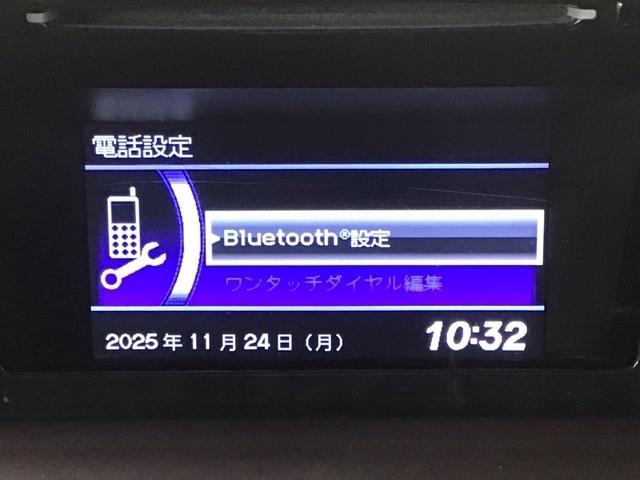 電話設定
Bluetooth®設定
ワンタッチダイヤル編集
2025年11月24日(月) 10:32